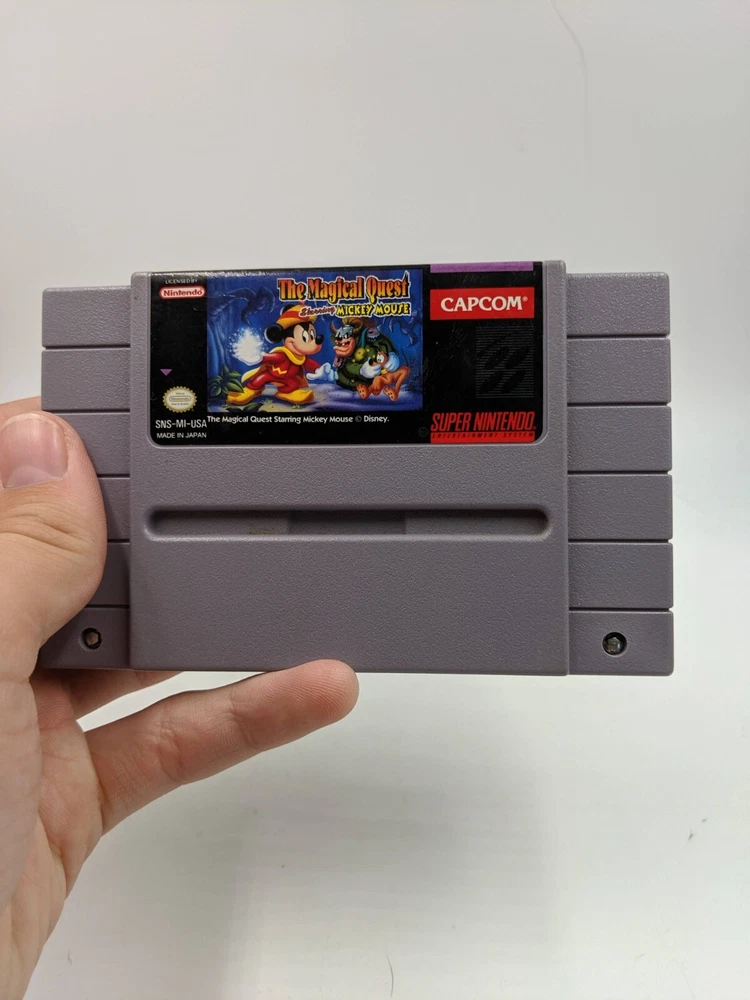 LICENSED BY
Nintendo
The Magical Quest
Starring MICKEY MOUSE
CAPCOM®
SNS-MI-USA
MADE IN JAPAN
The Magical Quest Starring Mickey Mouse © Disney.
SUPER NINTENDO
ENTERTAINMENT SYSTEM